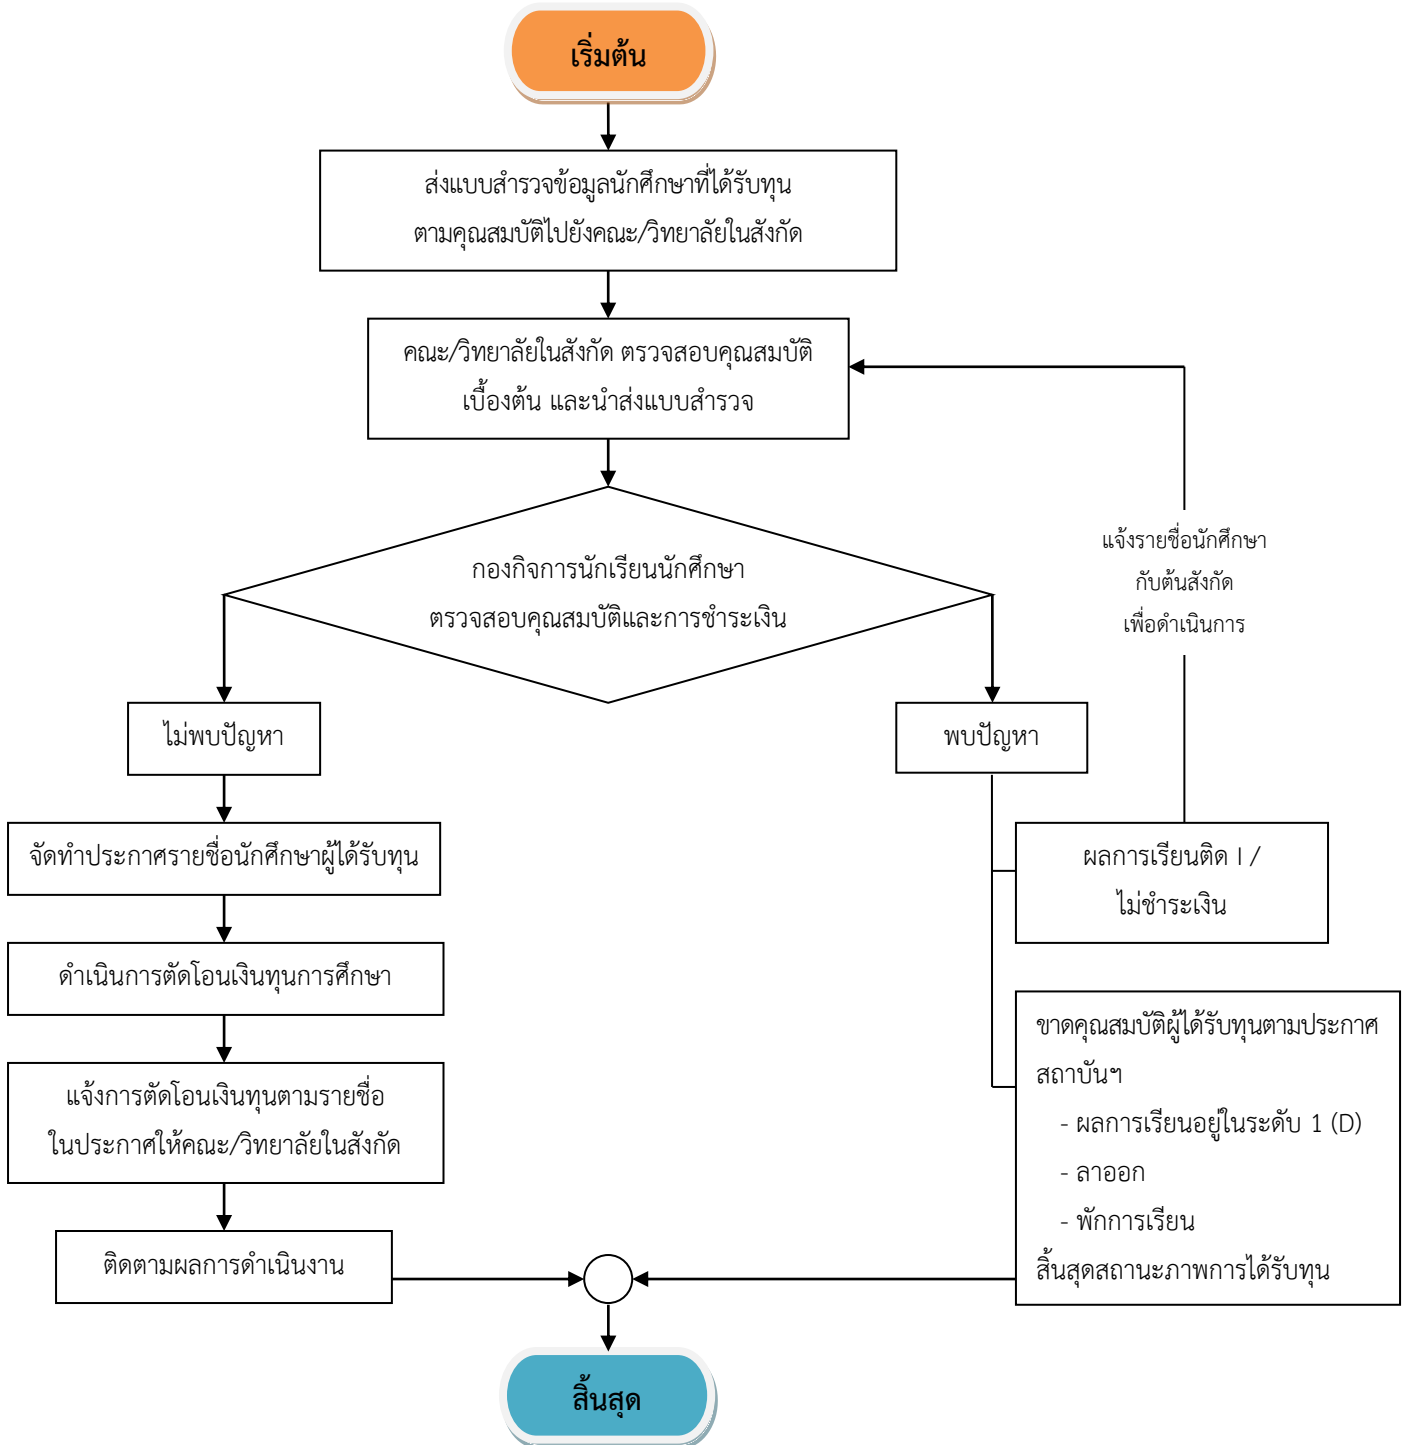 เริ่มต้น
ส่งแบบสำรวจข้อมูลนักศึกษาที่ได้รับทุน
ตามคุณสมบัติไปยังคณะ/วิทยาลัยในสังกัด
คณะ/วิทยาลัยในสังกัด ตรวจสอบคุณสมบัติ
เบื้องต้น และนำส่งแบบสำรวจ
กองกิจการนักเรียนนักศึกษา
ตรวจสอบคุณสมบัติและการชำระเงิน
แจ้งรายชื่อนักศึกษา
กับต้นสังกัด
เพื่อดำเนินการ
ไม่พบปัญหา
พบปัญหา
จัดทำประกาศรายชื่อนักศึกษาผู้ได้รับทุน
ผลการเรียนติด I /
ไม่ชำระเงิน
ดำเนินการตัดโอนเงินทุนการศึกษา
แจ้งการตัดโอนเงินทุนตามรายชื่อ
ในประกาศให้คณะ/วิทยาลัยในสังกัด
ขาดคุณสมบัติผู้ได้รับทุนตามประกาศ
สถาบันฯ
- ผลการเรียนอยู่ในระดับ 1 (D)
- ลาออก
- พักการเรียน
สิ้นสุดสถานะภาพการได้รับทุน
ติดตามผลการดำเนินงาน
สิ้นสุด